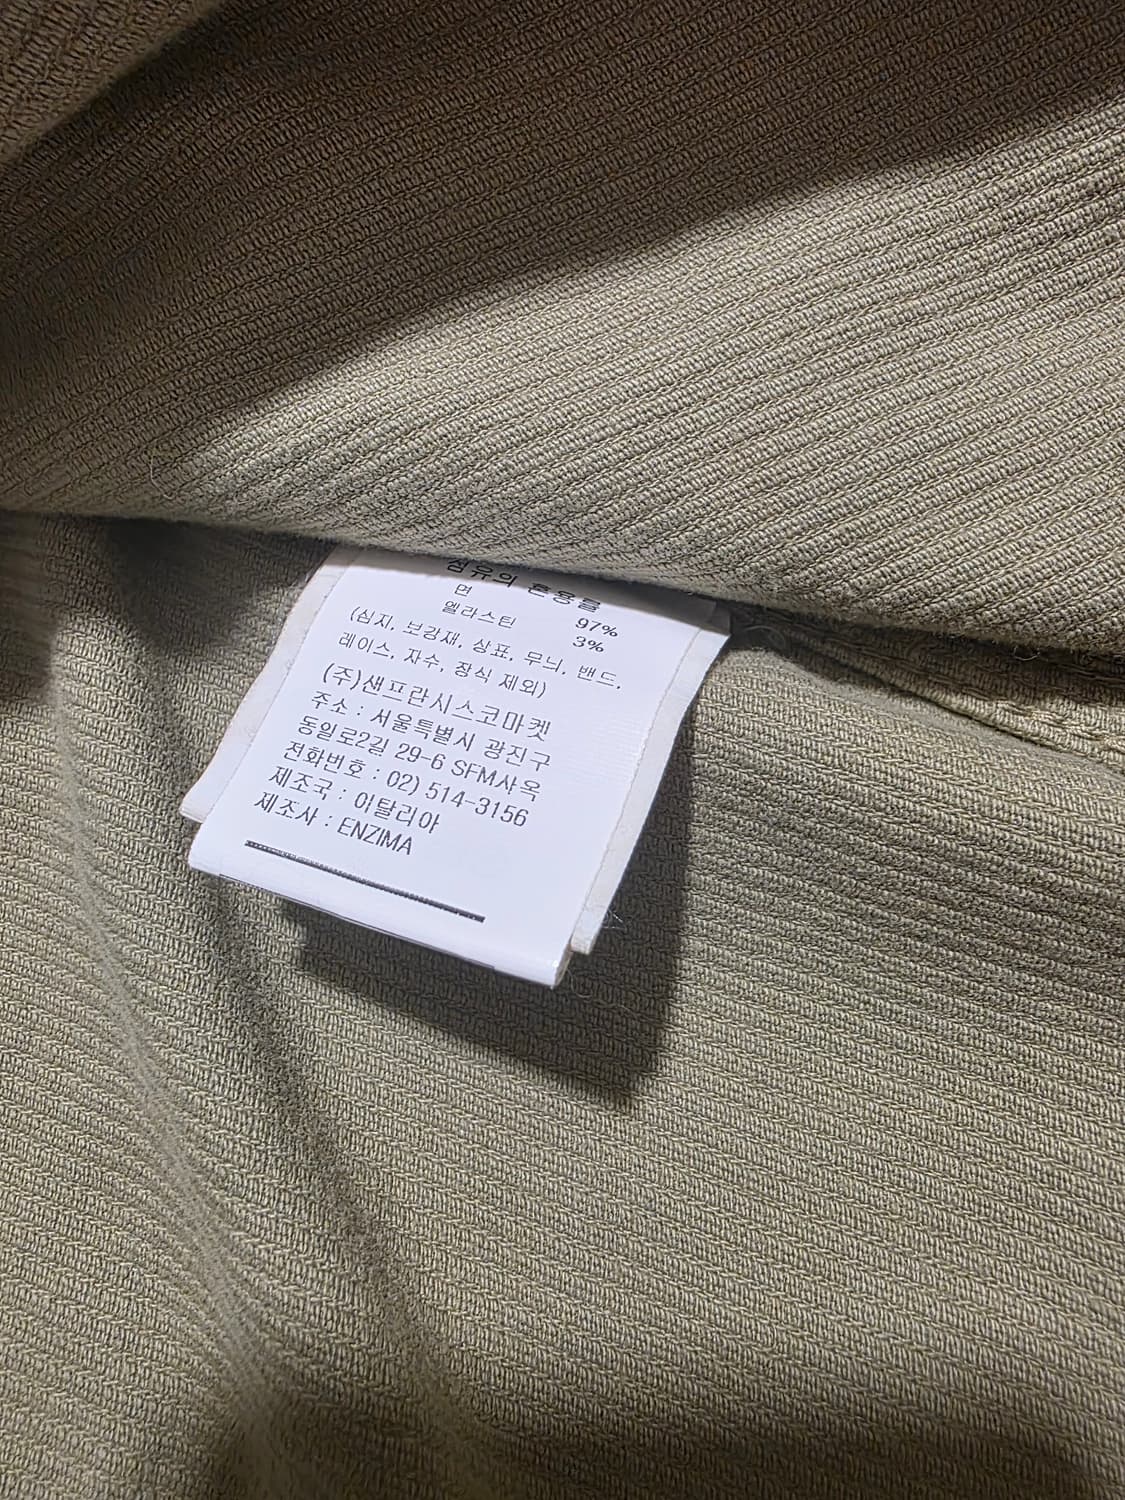 섬유의 혼용률
면 97%
엘라스틴 3%
(심지, 보강재, 상표, 무늬, 밴드,
레이스, 자수, 장식 제외)
(주)샌프란시스코마켓
주소 : 서울특별시 광진구
동일로2길 29-6 SFM사옥
전화번호 : 02) 514-3156
제조국 : 이탈리아
제조사 : ENZIMA